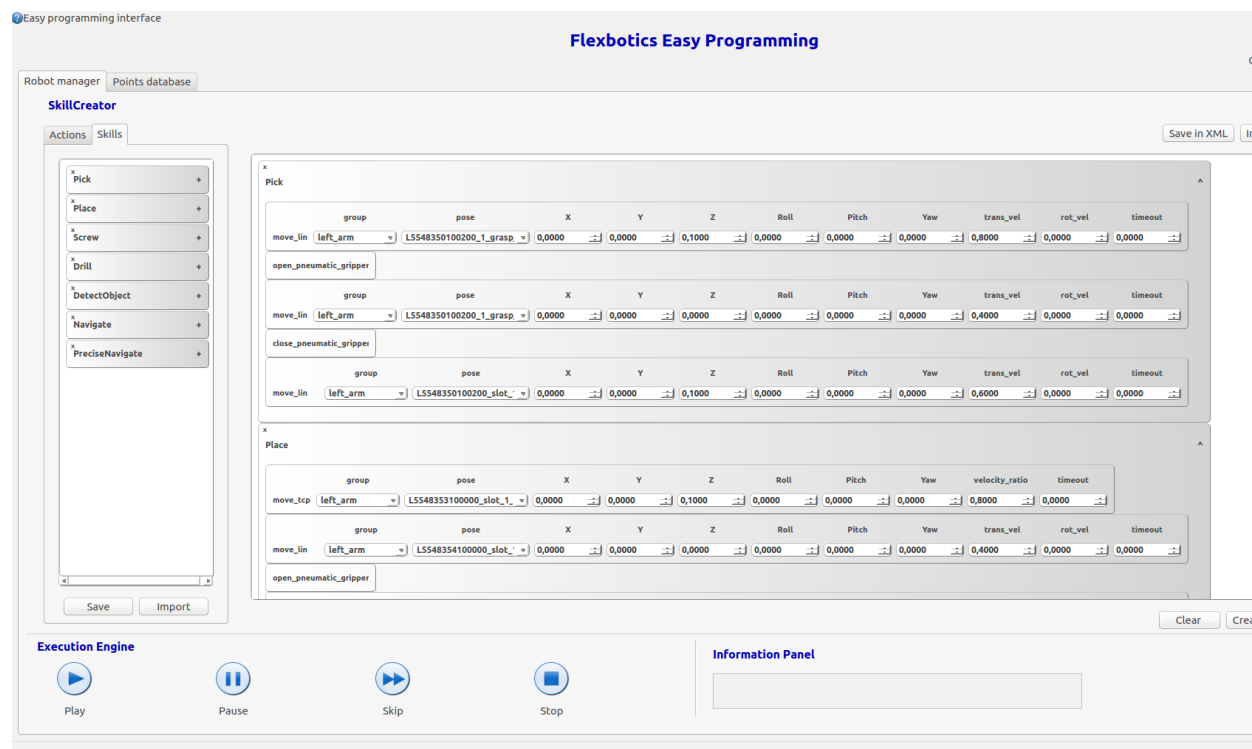 Easy programming interface
Flexbotics Easy Programming
Robot manager Points database
SkillCreator
Actions Skills
Save in XML
x
Pick +
x
Place +
x
Screw +
x
Drill +
x
DetectObject +
x
Navigate +
x
PreciseNavigate +
Save Import
x
Pick ^
group pose X Y Z Roll Pitch Yaw trans_vel rot_vel timeout
move_lin left_arm L5548350100200_1_grasp_ 0,0000 0,0000 0,1000 0,0000 0,0000 0,0000 0,8000 0,0000 0,0000
open_pneumatic_gripper
group pose X Y Z Roll Pitch Yaw trans_vel rot_vel timeout
move_lin left_arm L5548350100200_1_grasp_ 0,0000 0,0000 0,0000 0,0000 0,0000 0,0000 0,4000 0,0000 0,0000
close_pneumatic_gripper
group pose X Y Z Roll Pitch Yaw trans_vel rot_vel timeout
move_lin left_arm L5548350100200_slot_ 0,0000 0,0000 0,1000 0,0000 0,0000 0,0000 0,6000 0,0000 0,0000
x
Place ^
group pose X Y Z Roll Pitch Yaw velocity_ratio timeout
move_tcp left_arm L5548353100000_slot_1_ 0,0000 0,0000 0,1000 0,0000 0,0000 0,0000 0,8000 0,0000
group pose X Y Z Roll Pitch Yaw trans_vel rot_vel timeout
move_lin left_arm L5548354100000_slot_ 0,0000 0,0000 0,0000 0,0000 0,0000 0,0000 0,4000 0,0000 0,0000
open_pneumatic_gripper
Clear Crea
Execution Engine
Play Pause Skip Stop
Information Panel